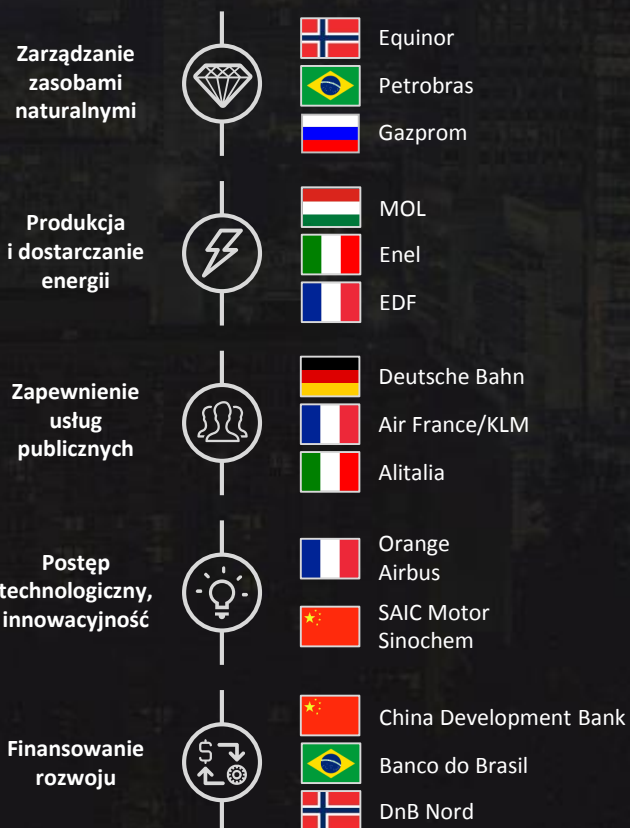 Zarządzanie
zasobami
naturalnymi
Equinor
Petrobras
Gazprom
Produkcja
i dostarczanie
energii
MOL
Enel
EDF
Zapewnienie
usług
publicznych
Deutsche Bahn
Air France/KLM
Alitalia
Postęp
technologiczny,
innowacyjność
Orange
Airbus
SAIC Motor
Sinochem
Finansowanie
rozwoju
$
China Development Bank
Banco do Brasil
DnB Nord